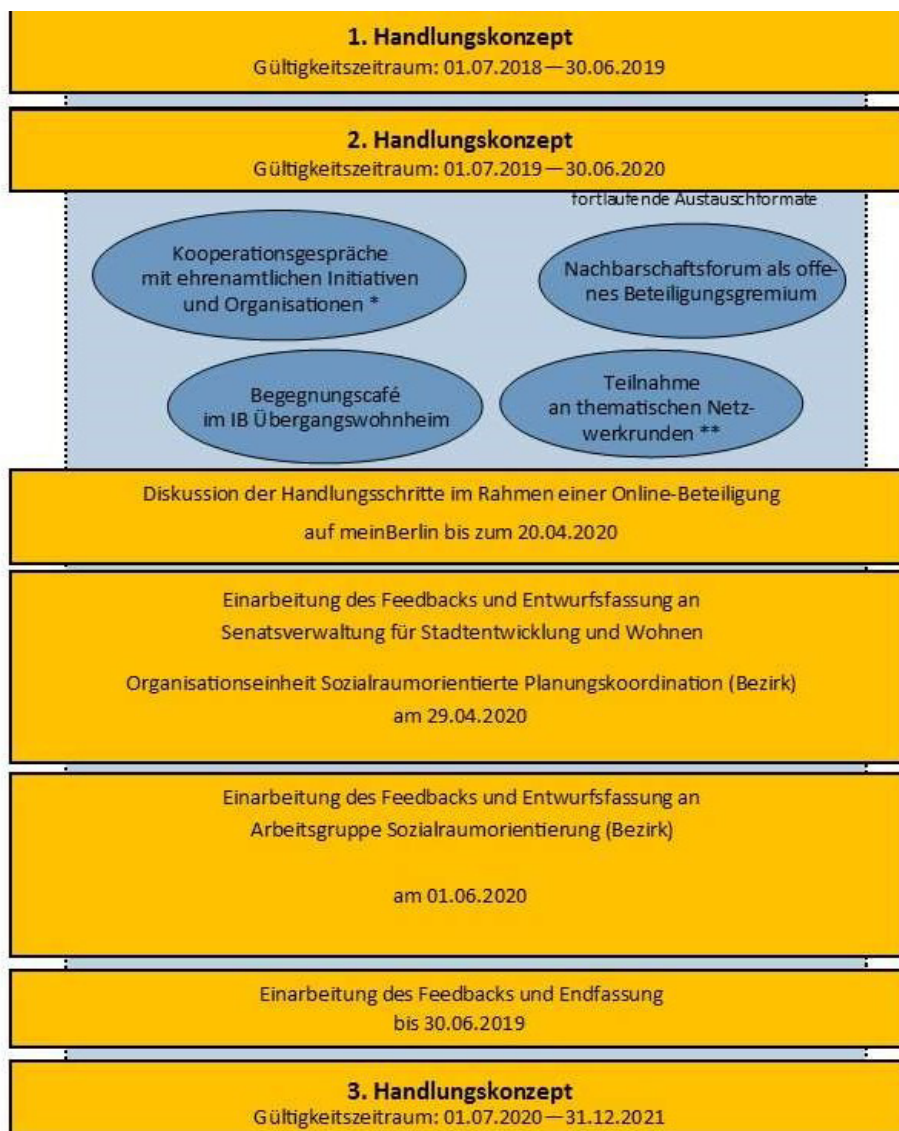 1. Handlungskonzept
Gültigkeitszeitraum: 01.07.2018—30.06.2019
2. Handlungskonzept
Gültigkeitszeitraum: 01.07.2019—30.06.2020
fortlaufende Austauschformate
Kooperationsgespräche
mit ehrenamtlichen Initiativen
und Organisationen *
Nachbarschaftsforum als offe-
nes Beteiligungsgremium
Begegnungscafé
im IB Übergangswohnheim
Teilnahme
an thematischen Netz-
werkrunden **
Diskussion der Handlungsschritte im Rahmen einer Online-Beteiligung
auf meinBerlin bis zum 20.04.2020
Einarbeitung des Feedbacks und Entwurfsfassung an
Senatsverwaltung für Stadtentwicklung und Wohnen
Organisationseinheit Sozialraumorientierte Planungskoordination (Bezirk)
am 29.04.2020
Einarbeitung des Feedbacks und Entwurfsfassung an
Arbeitsgruppe Sozialraumorientierung (Bezirk)
am 01.06.2020
Einarbeitung des Feedbacks und Endfassung
bis 30.06.2019
3. Handlungskonzept
Gültigkeitszeitraum: 01.07.2020—31.12.2021